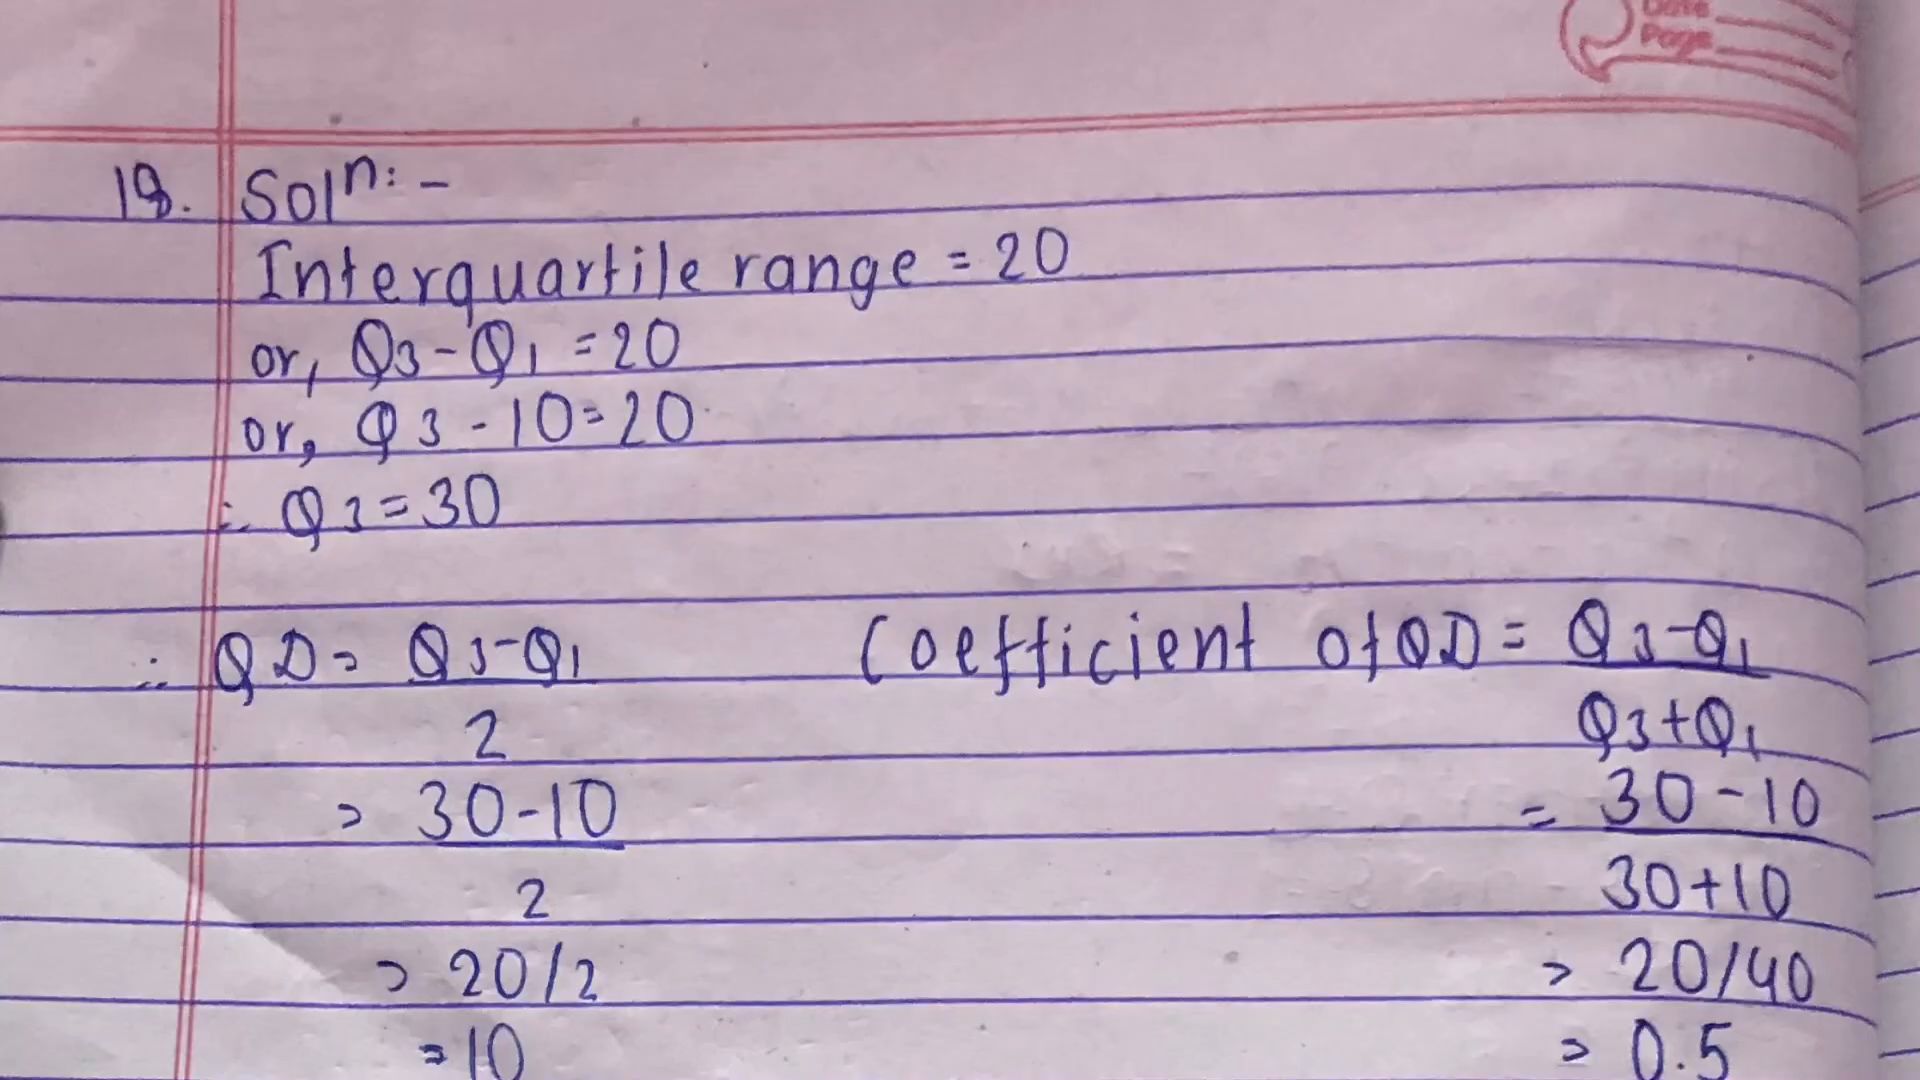 Date
Page
18. Solⁿ:-
Interquartile range = 20
or, Q3-Q1 = 20
or, Q3-10=20
∴ Q3=30
∴ QD= Q3-Q1
2
= 30-10
2
= 20/2
= 10
Coefficient of QD = Q3-Q1
Q3+Q1
= 30-10
30+10
= 20/40
= 0.5